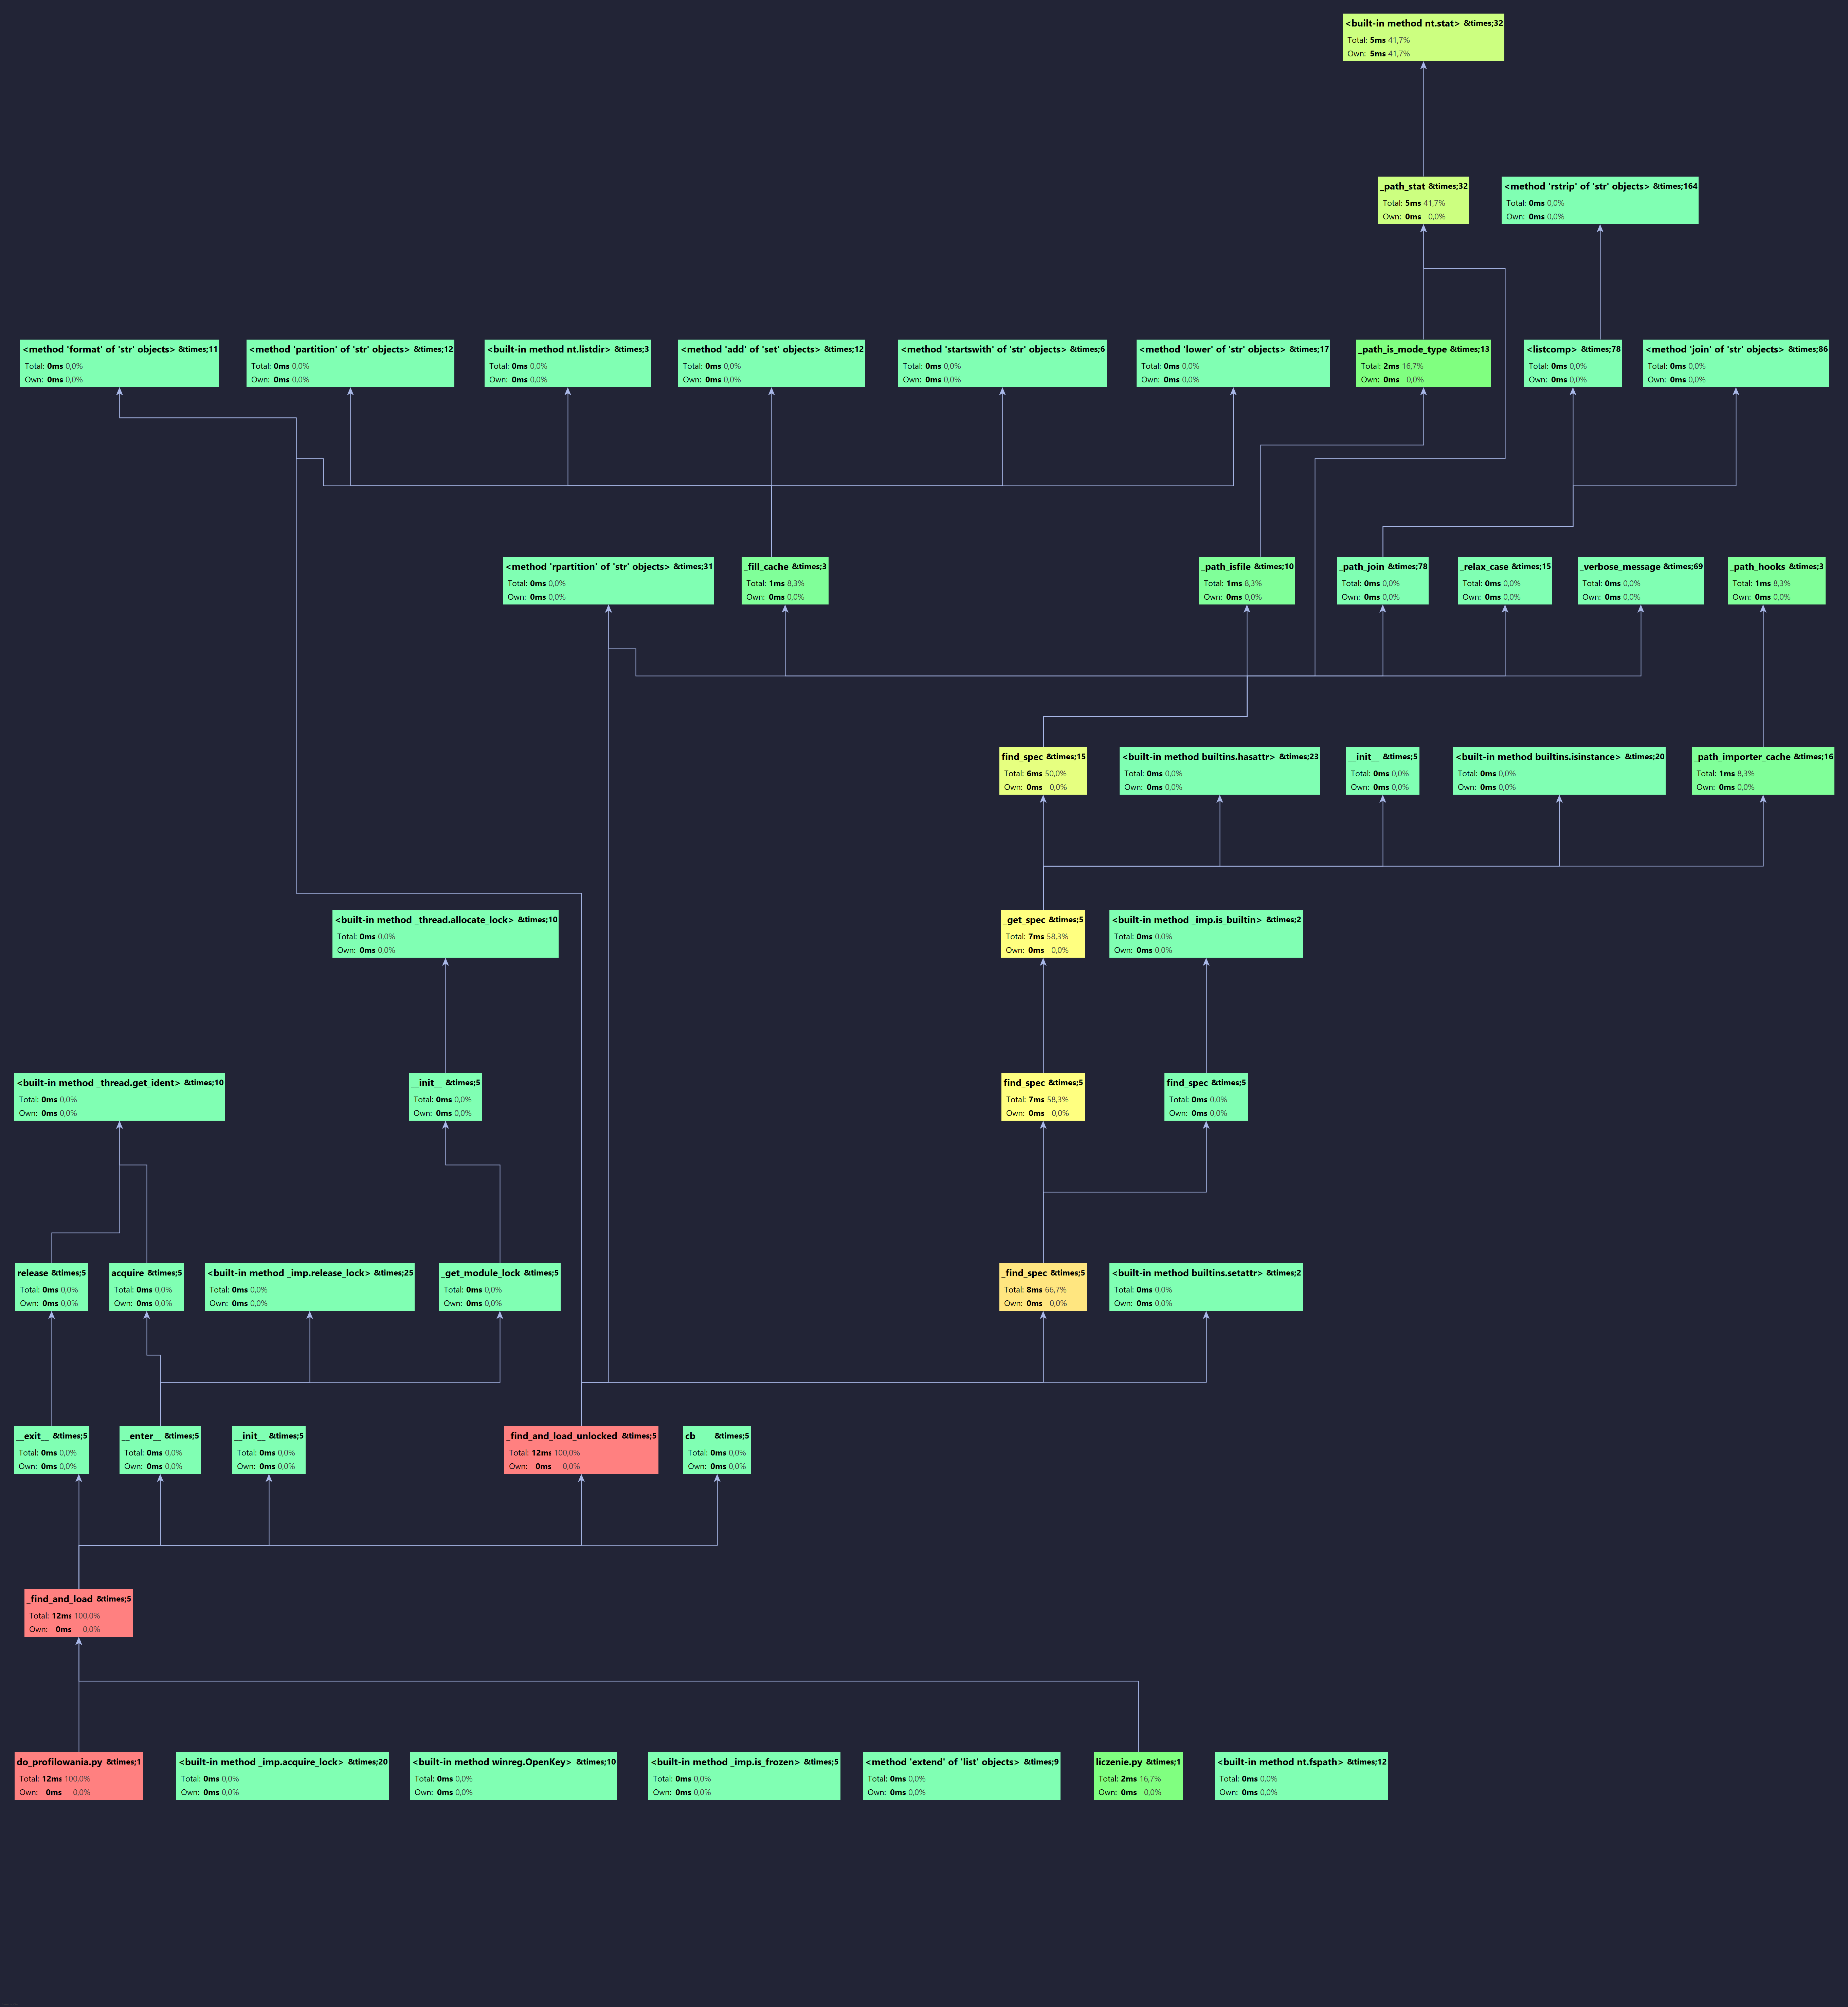 <built-in method nt.stat> &times;32
Total: 5ms 41,7%
Own: 5ms 41,7%
_path_stat &times;32
Total: 5ms 41,7%
Own: 0ms 0,0%
<method 'rstrip' of 'str' objects> &times;164
Total: 0ms 0,0%
Own: 0ms 0,0%
<method 'format' of 'str' objects> &times;11
Total: 0ms 0,0%
Own: 0ms 0,0%
<method 'partition' of 'str' objects> &times;12
Total: 0ms 0,0%
Own: 0ms 0,0%
<built-in method nt.listdir> &times;3
Total: 0ms 0,0%
Own: 0ms 0,0%
<method 'add' of 'set' objects> &times;12
Total: 0ms 0,0%
Own: 0ms 0,0%
<method 'startswith' of 'str' objects> &times;6
Total: 0ms 0,0%
Own: 0ms 0,0%
<method 'lower' of 'str' objects> &times;17
Total: 0ms 0,0%
Own: 0ms 0,0%
_path_is_mode_type &times;13
Total: 2ms 16,7%
Own: 0ms 0,0%
<listcomp> &times;78
Total: 0ms 0,0%
Own: 0ms 0,0%
<method 'join' of 'str' objects> &times;86
Total: 0ms 0,0%
Own: 0ms 0,0%
<method 'rpartition' of 'str' objects> &times;31
Total: 0ms 0,0%
Own: 0ms 0,0%
_fill_cache &times;3
Total: 1ms 8,3%
Own: 0ms 0,0%
_path_isfile &times;10
Total: 1ms 8,3%
Own: 0ms 0,0%
_path_join &times;78
Total: 0ms 0,0%
Own: 0ms 0,0%
_relax_case &times;15
Total: 0ms 0,0%
Own: 0ms 0,0%
_verbose_message &times;69
Total: 0ms 0,0%
Own: 0ms 0,0%
_path_hooks &times;3
Total: 1ms 8,3%
Own: 0ms 0,0%
find_spec &times;15
Total: 6ms 50,0%
Own: 0ms 0,0%
<built-in method builtins.hasattr> &times;23
Total: 0ms 0,0%
Own: 0ms 0,0%
__init__ &times;5
Total: 0ms 0,0%
Own: 0ms 0,0%
<built-in method builtins.isinstance> &times;20
Total: 0ms 0,0%
Own: 0ms 0,0%
_path_importer_cache &times;16
Total: 1ms 8,3%
Own: 0ms 0,0%
<built-in method _thread.allocate_lock> &times;10
Total: 0ms 0,0%
Own: 0ms 0,0%
_get_spec &times;5
Total: 7ms 58,3%
Own: 0ms 0,0%
<built-in method _imp.is_builtin> &times;2
Total: 0ms 0,0%
Own: 0ms 0,0%
<built-in method _thread.get_ident> &times;10
Total: 0ms 0,0%
Own: 0ms 0,0%
__init__ &times;5
Total: 0ms 0,0%
Own: 0ms 0,0%
find_spec &times;5
Total: 7ms 58,3%
Own: 0ms 0,0%
find_spec &times;5
Total: 0ms 0,0%
Own: 0ms 0,0%
release &times;5
Total: 0ms 0,0%
Own: 0ms 0,0%
acquire &times;5
Total: 0ms 0,0%
Own: 0ms 0,0%
<built-in method _imp.release_lock> &times;25
Total: 0ms 0,0%
Own: 0ms 0,0%
_get_module_lock &times;5
Total: 0ms 0,0%
Own: 0ms 0,0%
_find_spec &times;5
Total: 8ms 66,7%
Own: 0ms 0,0%
<built-in method builtins.setattr> &times;2
Total: 0ms 0,0%
Own: 0ms 0,0%
__exit__ &times;5
Total: 0ms 0,0%
Own: 0ms 0,0%
__enter__ &times;5
Total: 0ms 0,0%
Own: 0ms 0,0%
__init__ &times;5
Total: 0ms 0,0%
Own: 0ms 0,0%
_find_and_load_unlocked &times;5
Total: 12ms 100,0%
Own: 0ms 0,0%
cb &times;5
Total: 0ms 0,0%
Own: 0ms 0,0%
_find_and_load &times;5
Total: 12ms 100,0%
Own: 0ms 0,0%
do_profilowania.py &times;1
Total: 12ms 100,0%
Own: 0ms 0,0%
<built-in method _imp.acquire_lock> &times;20
Total: 0ms 0,0%
Own: 0ms 0,0%
<built-in method winreg.OpenKey> &times;10
Total: 0ms 0,0%
Own: 0ms 0,0%
<built-in method _imp.is_frozen> &times;5
Total: 0ms 0,0%
Own: 0ms 0,0%
<method 'extend' of 'list' objects> &times;9
Total: 0ms 0,0%
Own: 0ms 0,0%
liczenie.py &times;1
Total: 2ms 16,7%
Own: 0ms 0,0%
<built-in method nt.fspath> &times;12
Total: 0ms 0,0%
Own: 0ms 0,0%